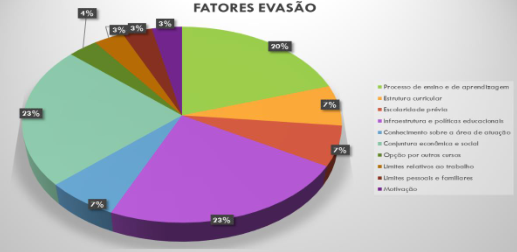 FATORES EVASÃO
4%
3%
3%
3%
20%
7%
7%
23%
7%
23%
Processo de ensino e de aprendizagem
Estrutura curricular
Escolaridade prévia
Infraestrutura e políticas educacionais
Conhecimento sobre a área de atuação
Conjuntura econômica e social
Opção por outros cursos
Limites relativos ao trabalho
Limites pessoais e familiares
Motivação